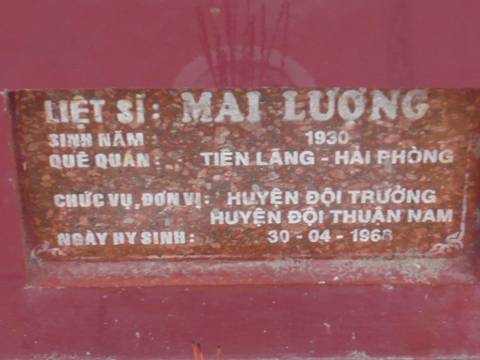 LIỆT SĨ: MAI LƯỢNG
SINH NĂM : 1930
QUÊ QUÁN : TIÊN LÃNG - HẢI PHÒNG
CHỨC VỤ, ĐƠN VỊ : HUYỆN ĐỘI TRƯỞNG
HUYỆN ĐỘI THUẬN NAM
NGÀY HY SINH : 30 - 04 - 1968